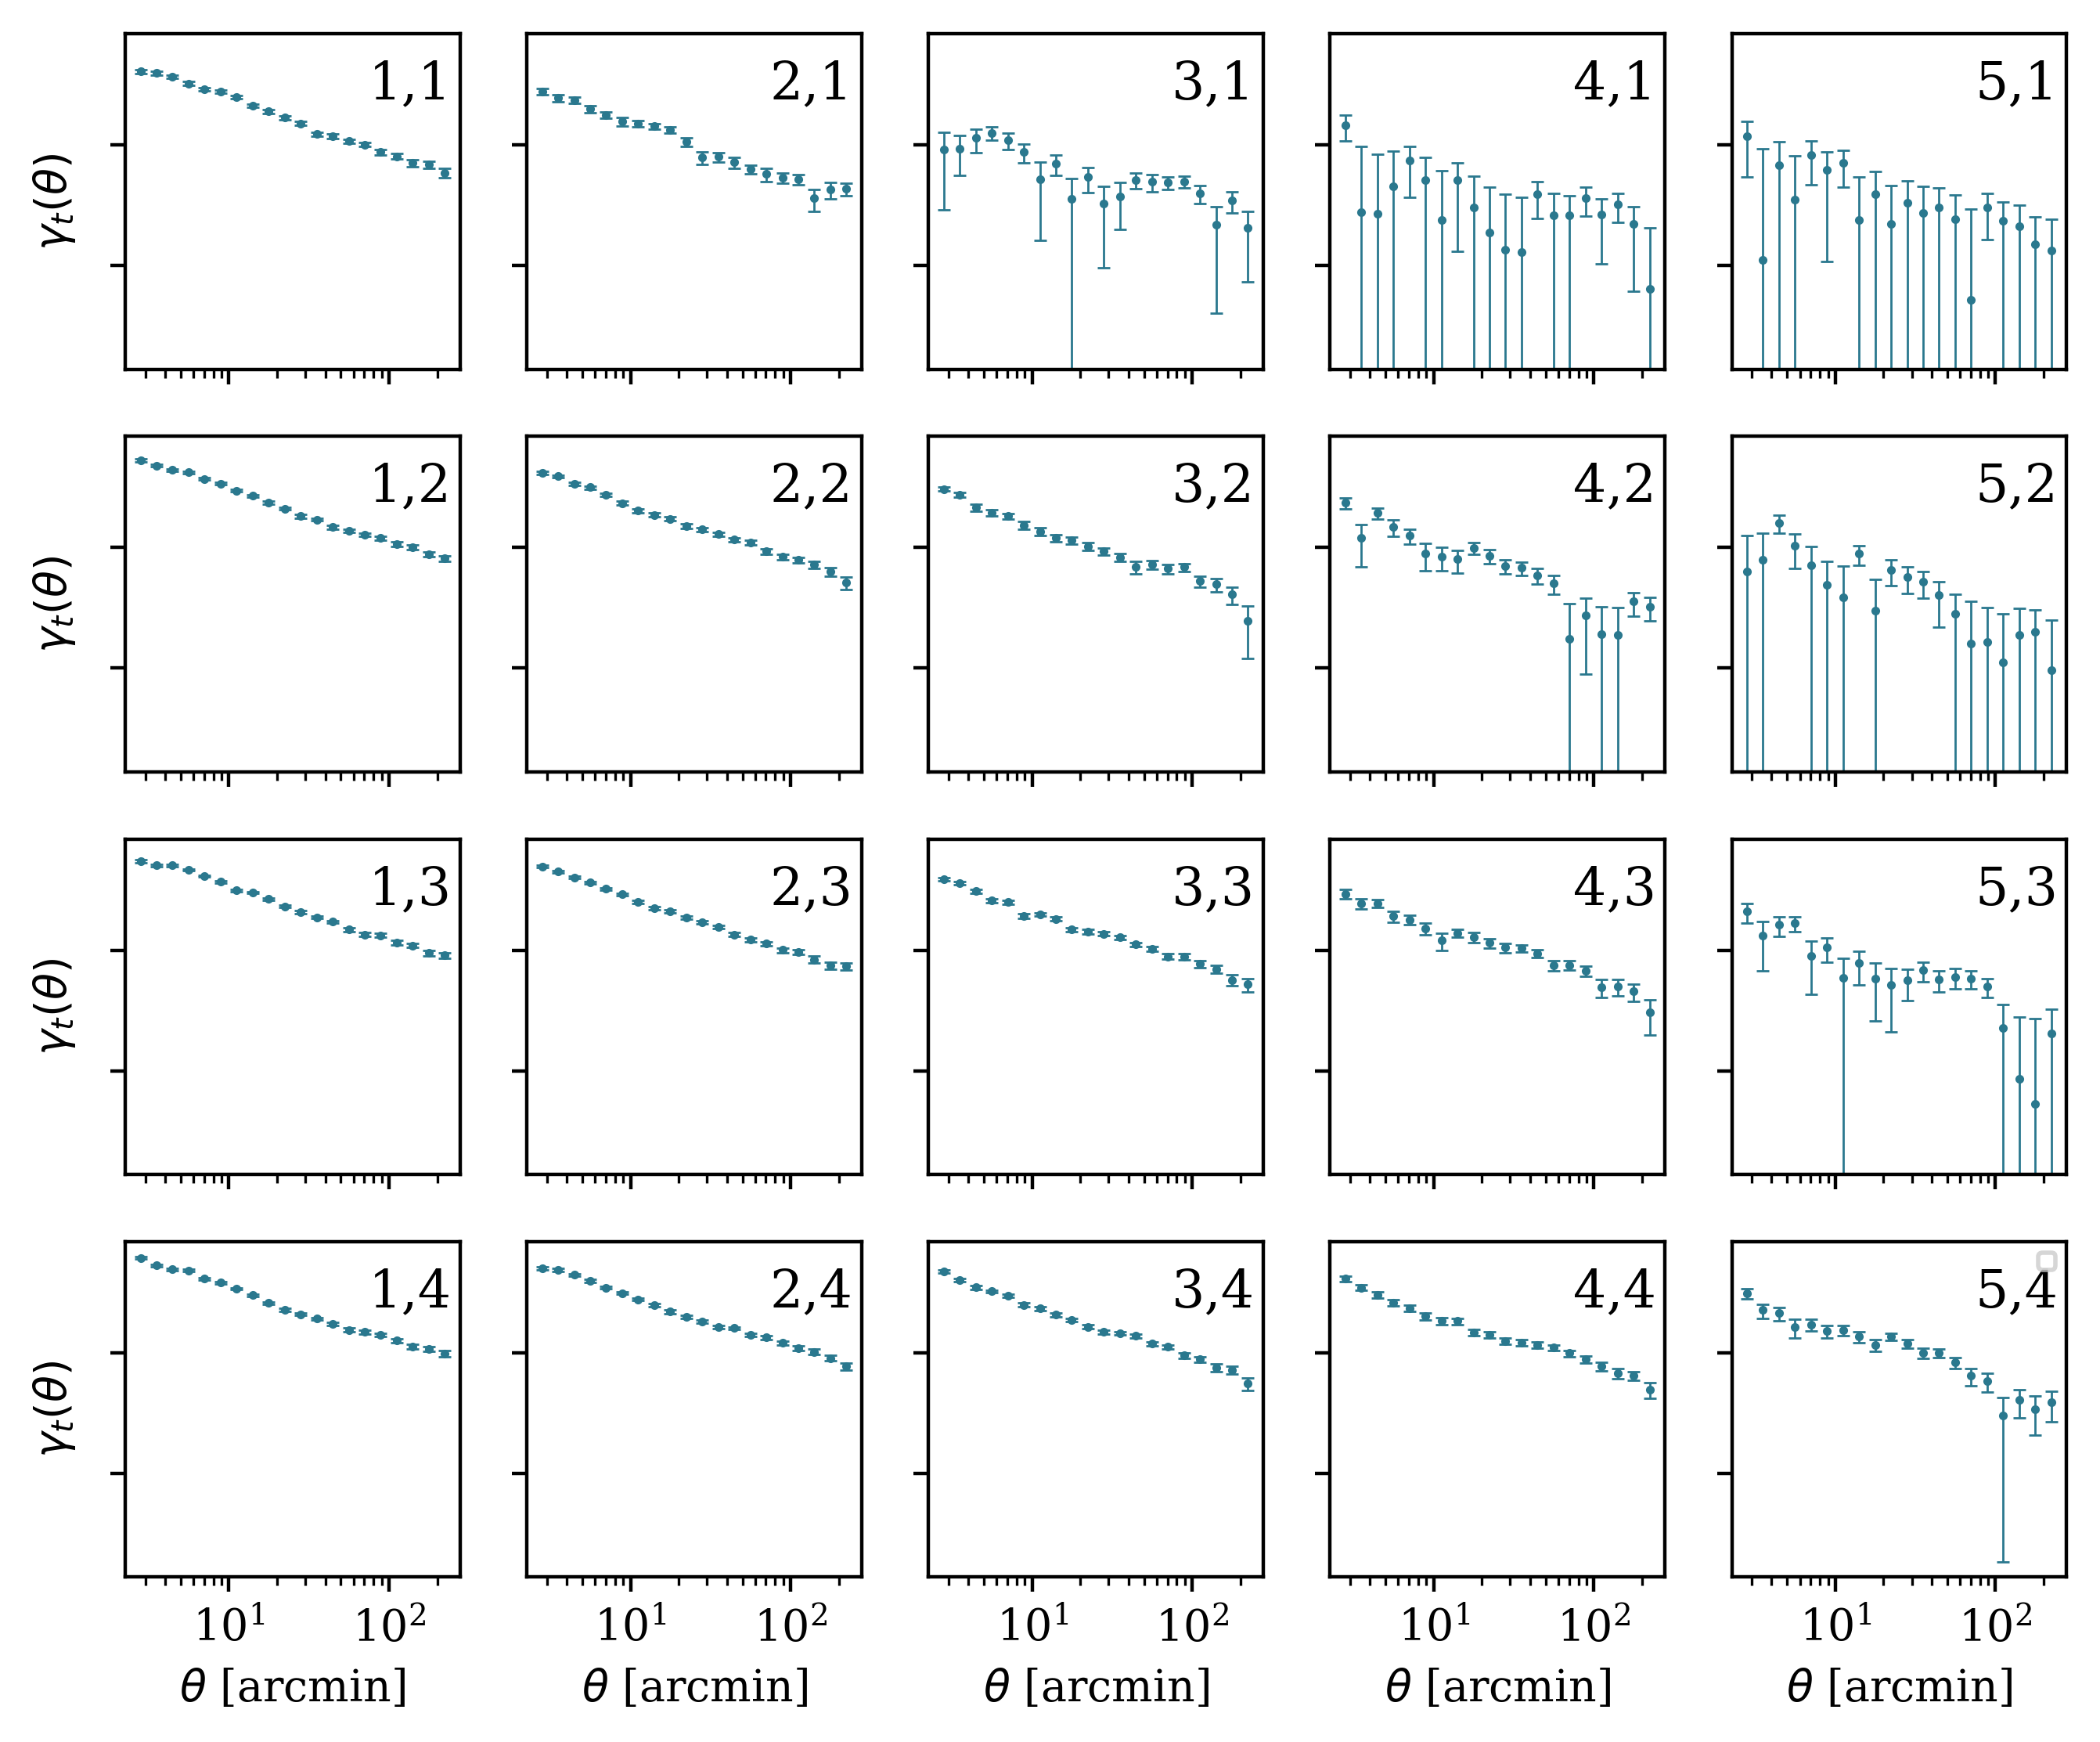 γt(θ) 1,1 2,1 3,1 4,1 5,1
γt(θ) 1,2 2,2 3,2 4,2 5,2
γt(θ) 1,3 2,3 3,3 4,3 5,3
γt(θ) 1,4 2,4 3,4 4,4 5,4
10¹ 10² 10¹ 10² 10¹ 10² 10¹ 10² 10¹ 10²
θ [arcmin] θ [arcmin] θ [arcmin] θ [arcmin] θ [arcmin]